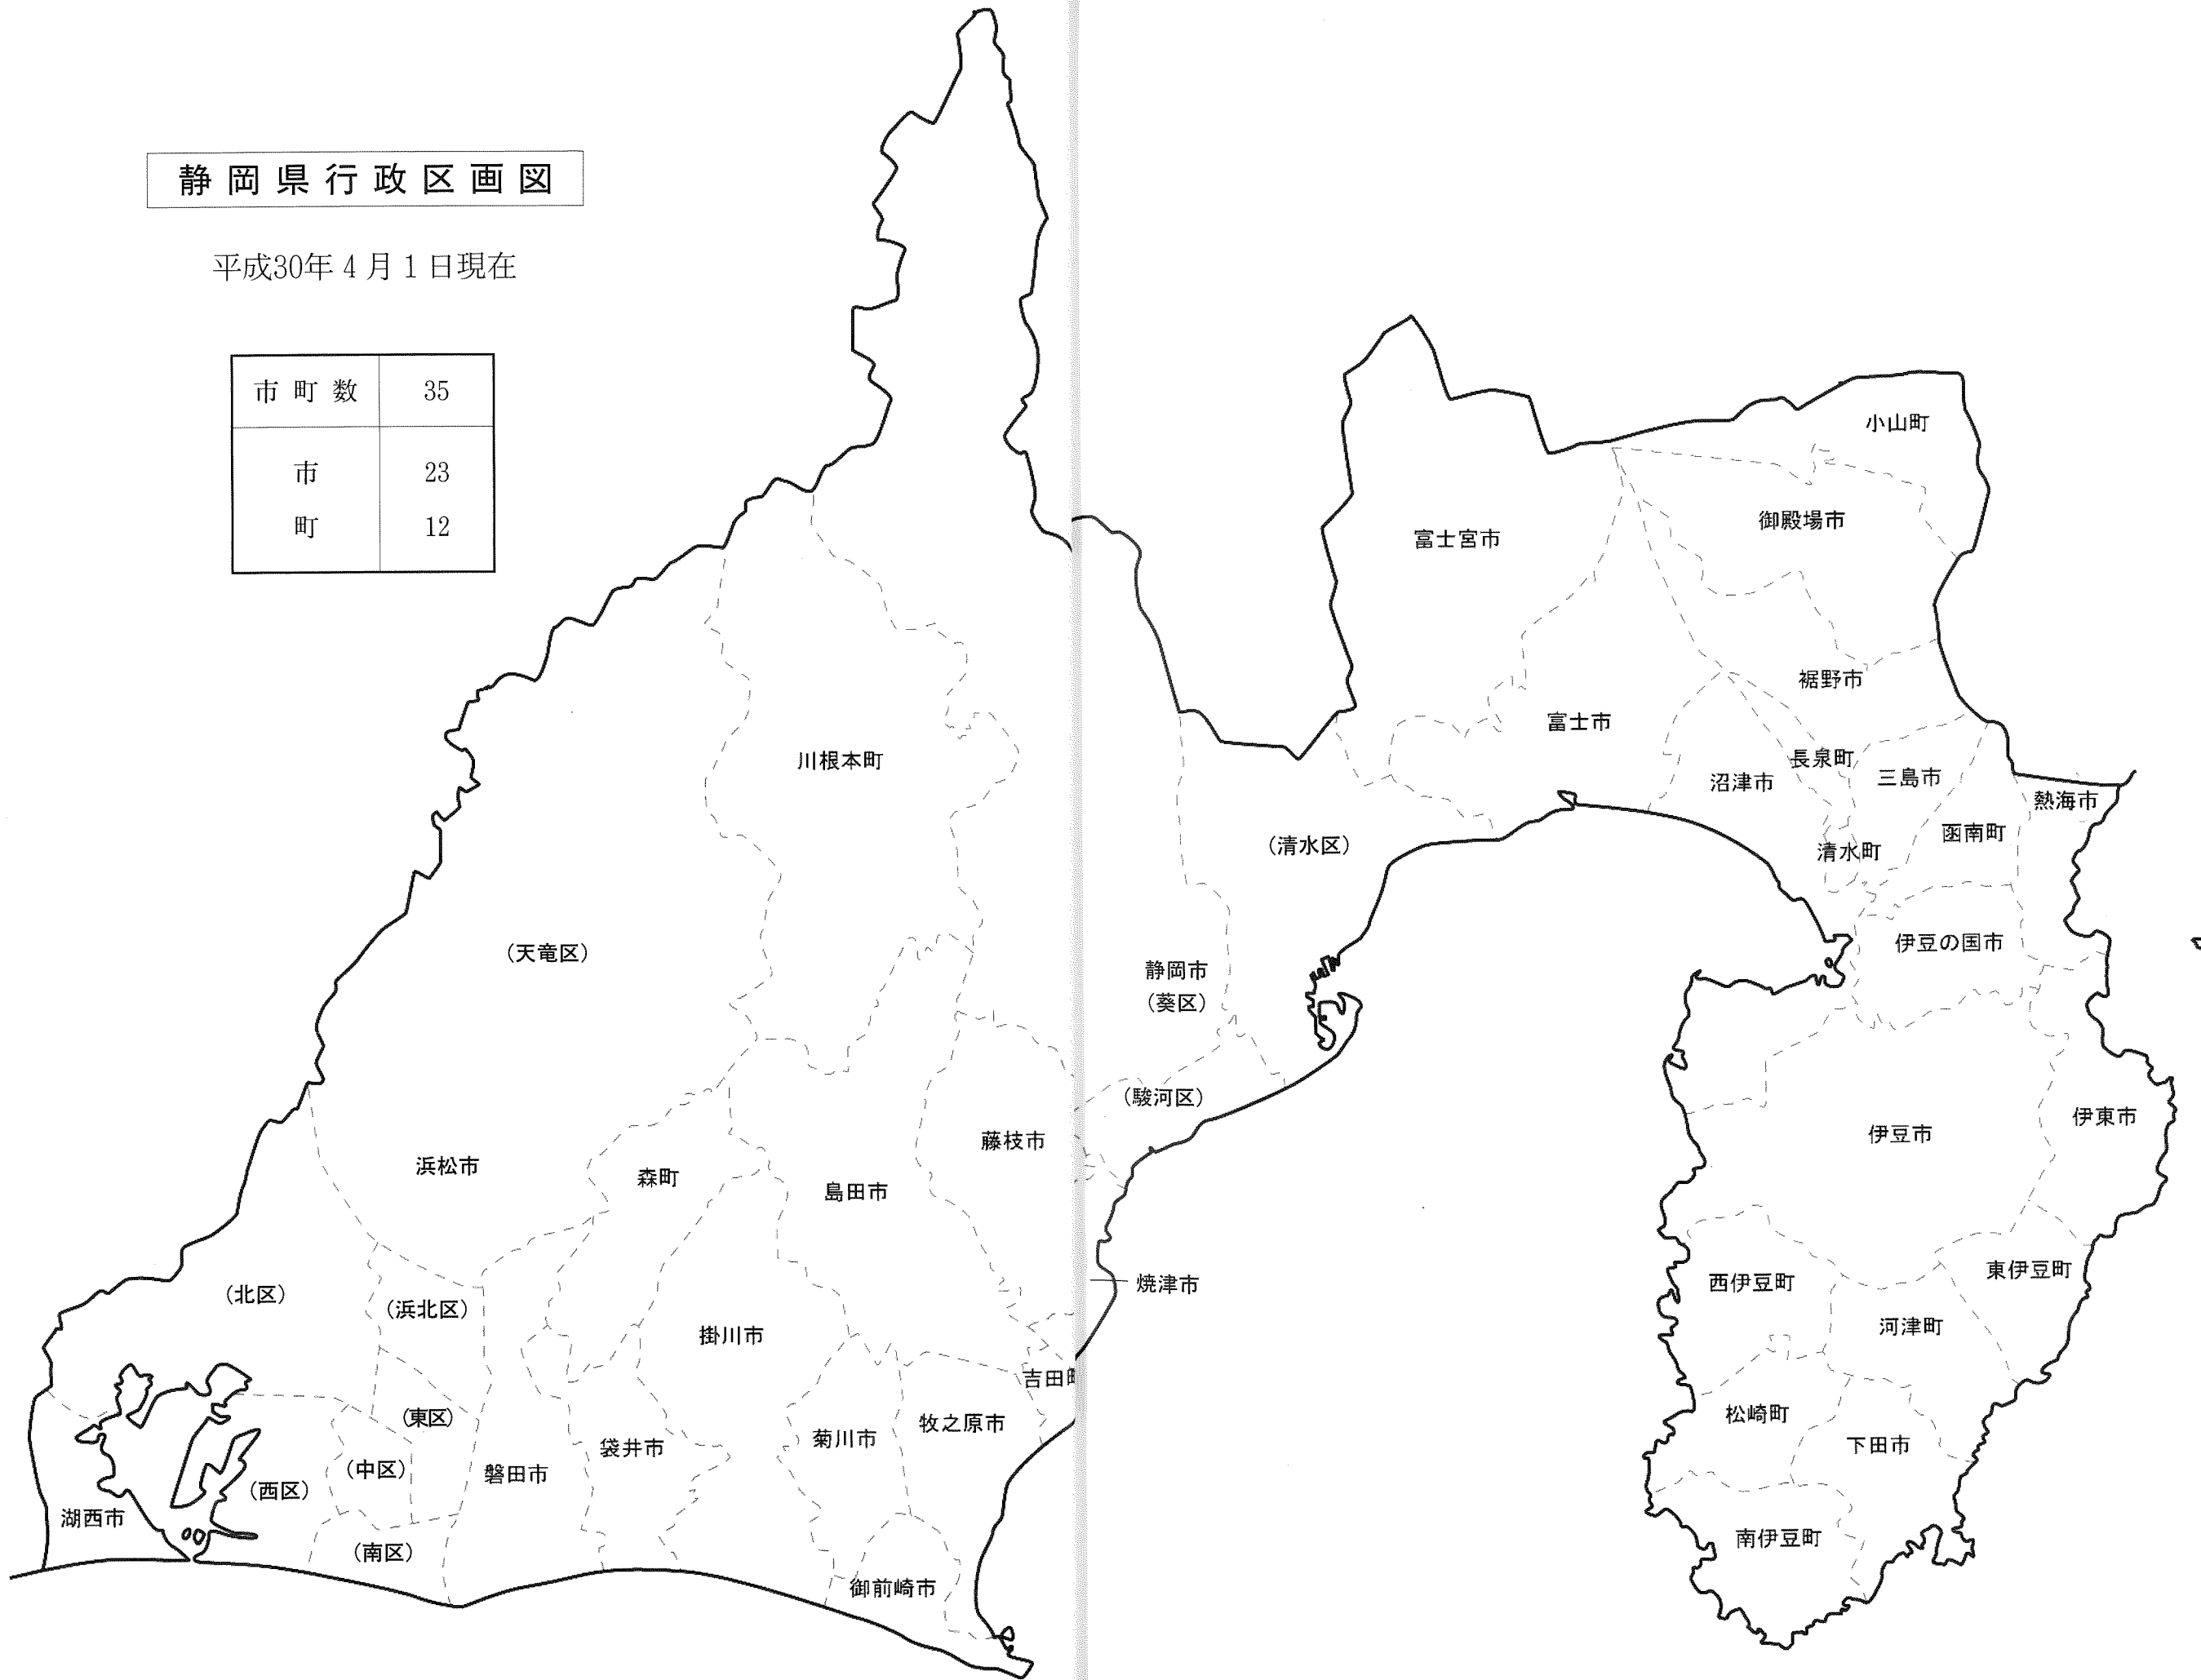 静岡県行政区画図
平成30年4月1日現在
市町数 35
市 23
町 12
小山町
御殿場市
富士宮市
裾野市
富士市
川根本町
長泉町
三島市
沼津市
熱海市
函南町
(清水区)
清水町
伊豆の国市
(天竜区)
静岡市
(葵区)
(駿河区)
伊東市
伊豆市
藤枝市
浜松市
森町
島田市
東伊豆町
西伊豆町
焼津市
(北区)
(浜北区)
河津町
掛川市
吉田町
松崎町
(東区)
牧之原市
菊川市
下田市
袋井市
(中区)
磐田市
(西区)
湖西市
南伊豆町
(南区)
御前崎市